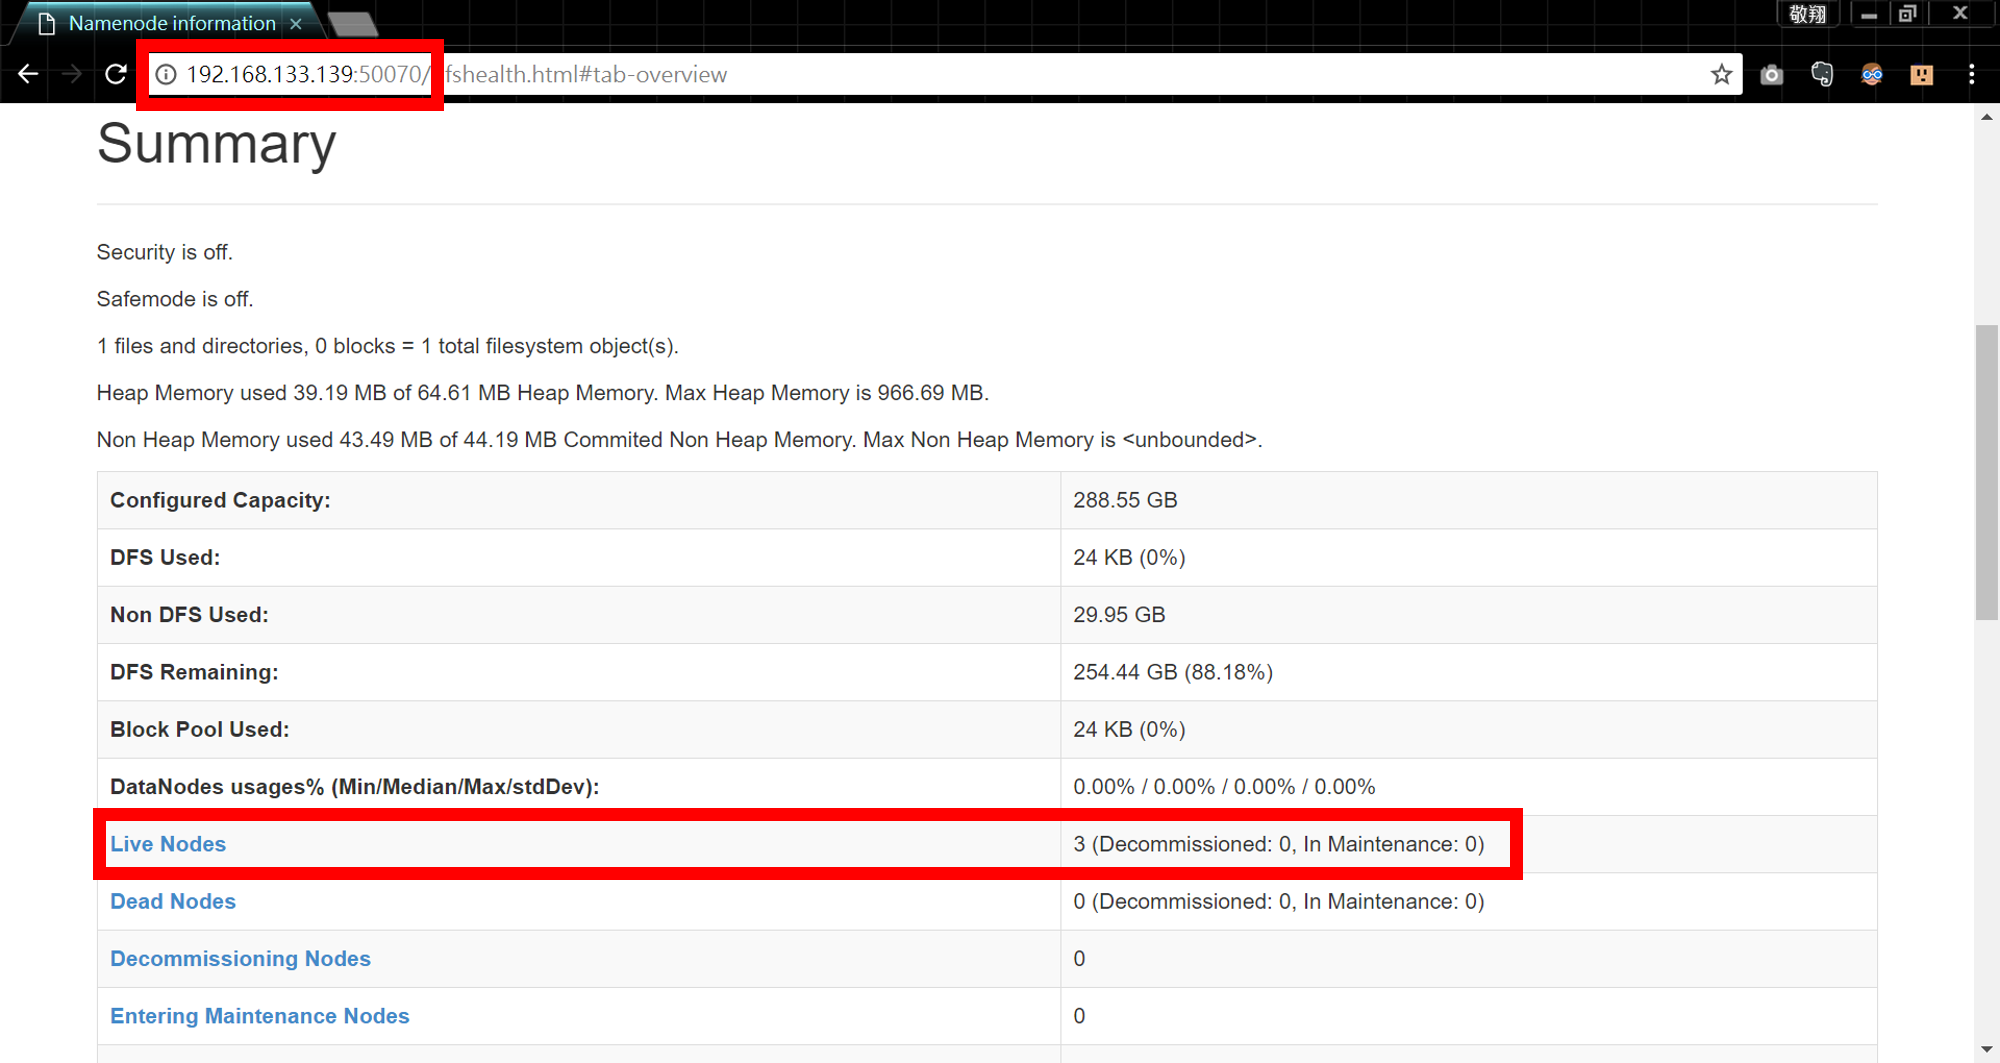 Namenode information
敬翔
192.168.133.139:50070/ fshealth.html#tab-overview
Summary
Security is off.
Safemode is off.
1 files and directories, 0 blocks = 1 total filesystem object(s).
Heap Memory used 39.19 MB of 64.61 MB Heap Memory. Max Heap Memory is 966.69 MB.
Non Heap Memory used 43.49 MB of 44.19 MB Commited Non Heap Memory. Max Non Heap Memory is <unbounded>.
Configured Capacity: 288.55 GB
DFS Used: 24 KB (0%)
Non DFS Used: 29.95 GB
DFS Remaining: 254.44 GB (88.18%)
Block Pool Used: 24 KB (0%)
DataNodes usages% (Min/Median/Max/stdDev): 0.00% / 0.00% / 0.00% / 0.00%
Live Nodes 3 (Decommissioned: 0, In Maintenance: 0)
Dead Nodes 0 (Decommissioned: 0, In Maintenance: 0)
Decommissioning Nodes 0
Entering Maintenance Nodes 0